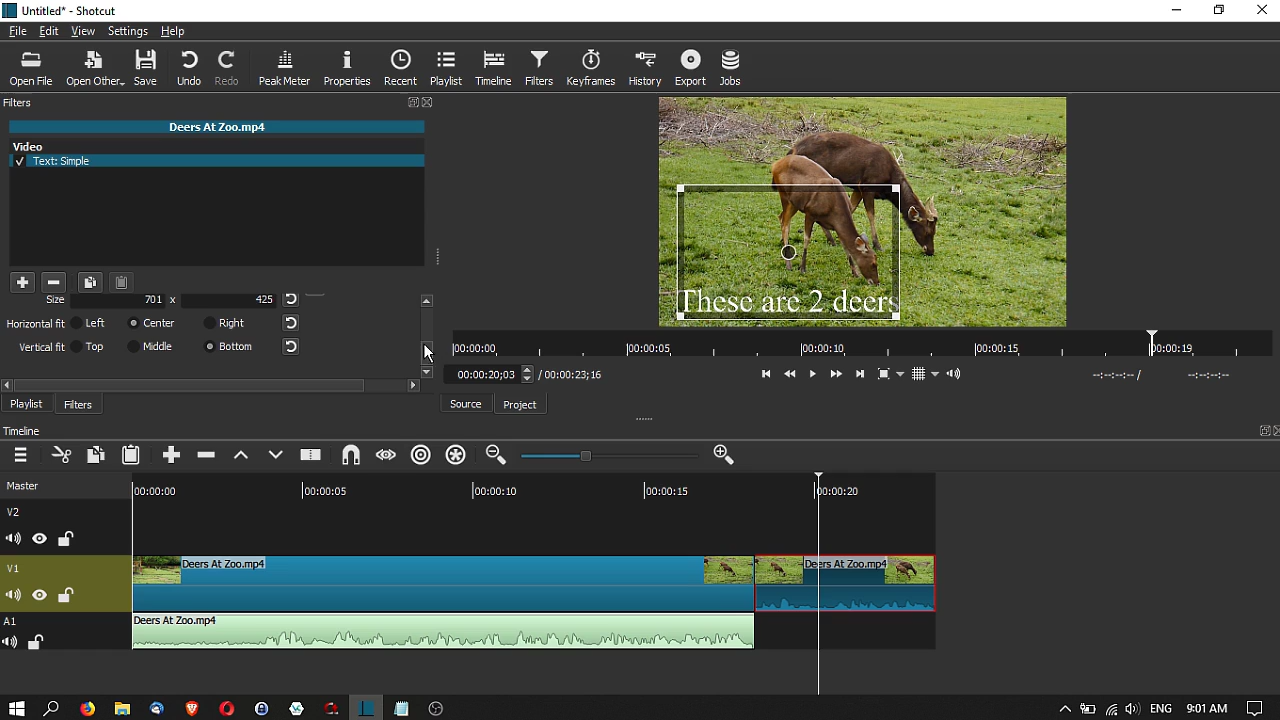 Untitled* - Shotcut
File Edit View Settings Help
Open File Open Other.. Save Undo Redo Peak Meter Properties Recent Playlist Timeline Filters Keyframes History Export Jobs
Filters
Deers At Zoo.mp4
Video
✓ Text: Simple
Size 701 x 425
Horizontal fit Left Center Right
Vertical fit Top Middle Bottom
Playlist Filters
These are 2 deers
00:00:00 00:00:05 00:00:10 00:00:15 00:00:19
00:00:20;03 / 00:00:23;16
--:--:--:-- / --:--:--:--
Source Project
Timeline
Master
00:00:00 00:00:05 00:00:10 00:00:15 00:00:20
V2
V1
Deers At Zoo.mp4 Deers At Zoo.mp4
A1
Deers At Zoo.mp4
ENG 9:01 AM